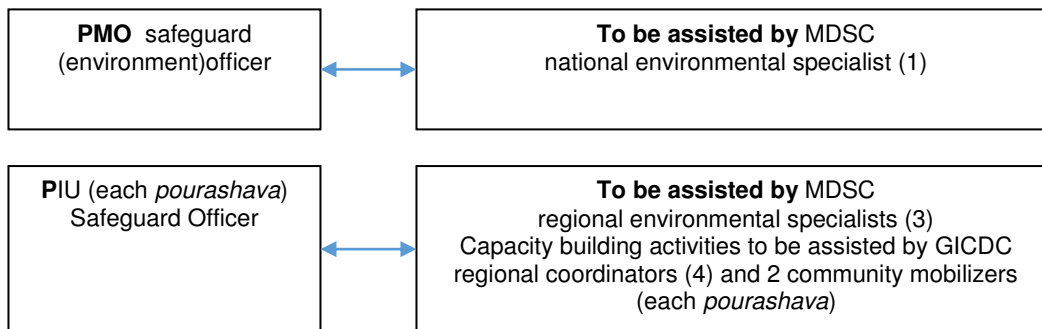 PMO safeguard
(environment)officer
To be assisted by MDSC
national environmental specialist (1)
PIU (each pourashava)
Safeguard Officer
To be assisted by MDSC
regional environmental specialists (3)
Capacity building activities to be assisted by GICDC
regional coordinators (4) and 2 community mobilizers
(each pourashava)